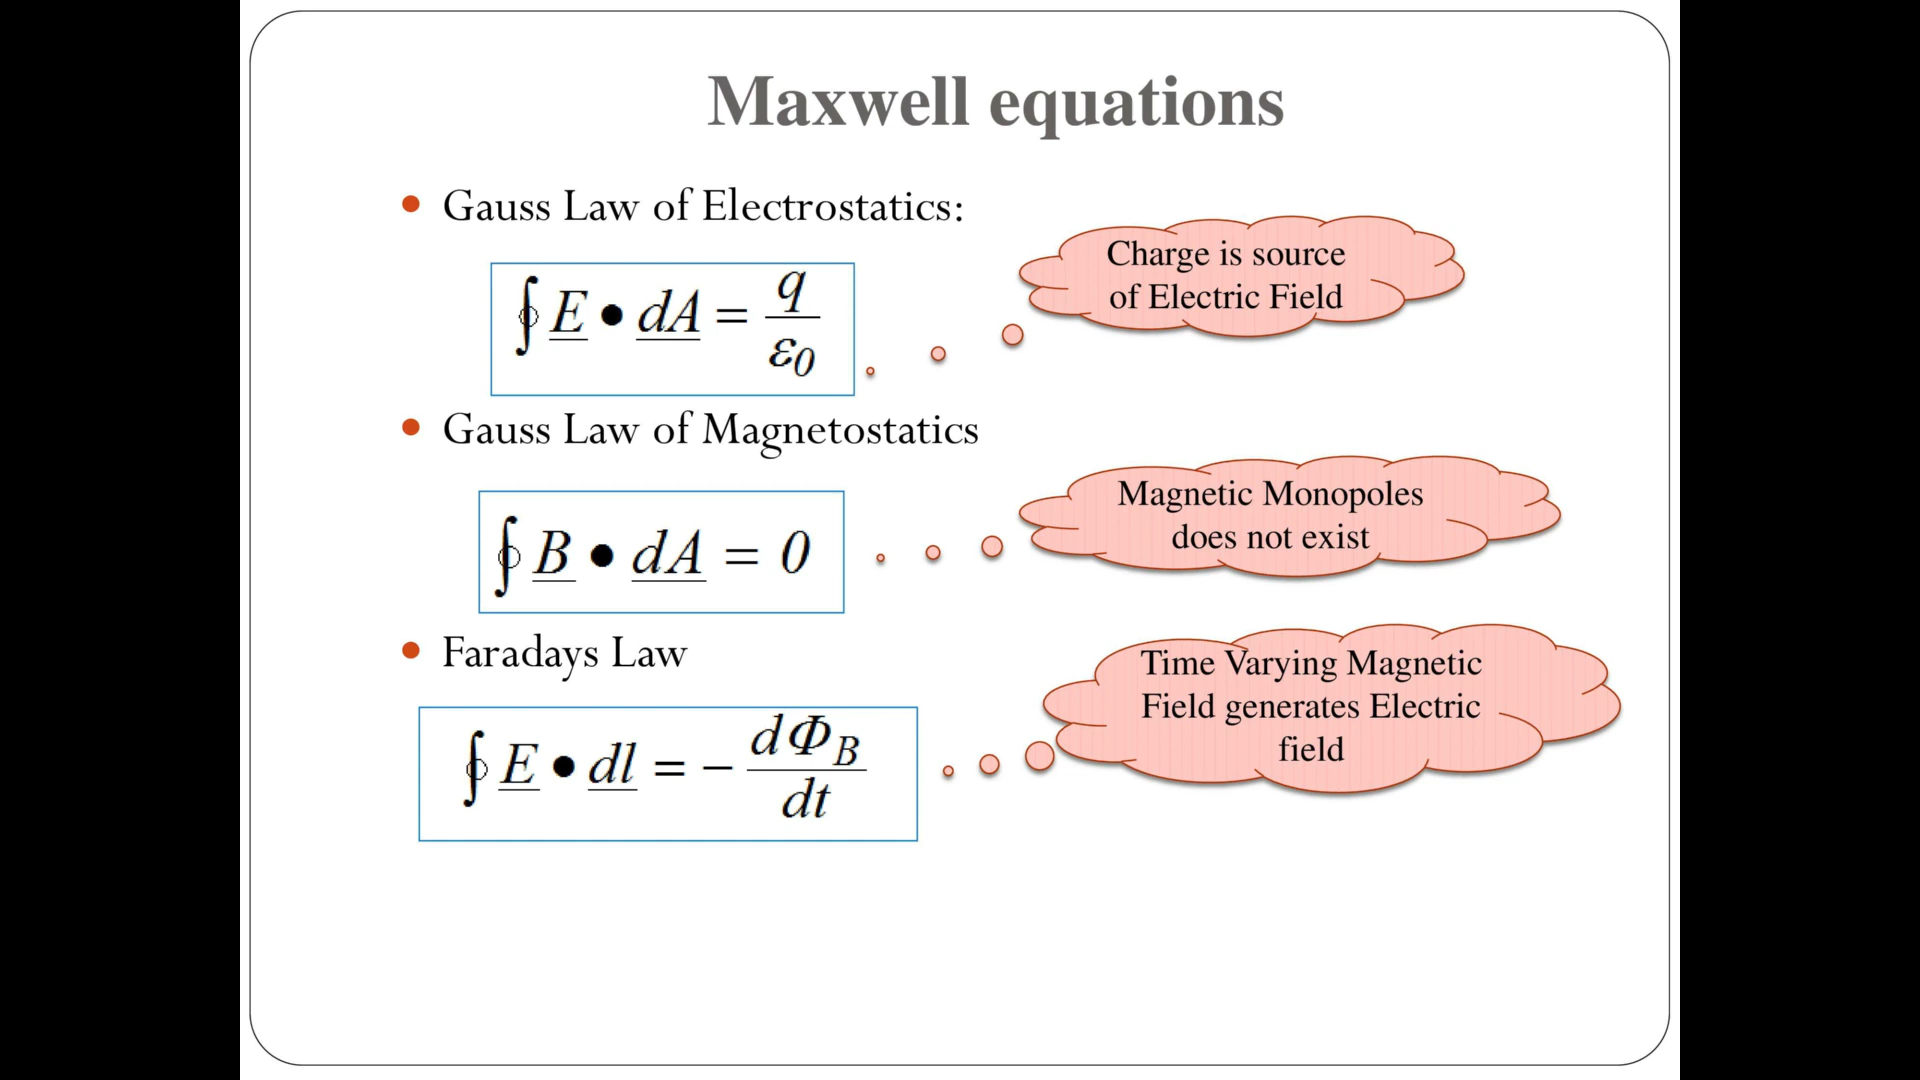 Maxwell equations
• Gauss Law of Electrostatics:
∮ E • dA = q / ε0
Charge is source
of Electric Field
• Gauss Law of Magnetostatics
∮ B • dA = 0
Magnetic Monopoles
does not exist
• Faradays Law
∮ E • dl = − dΦB / dt
Time Varying Magnetic
Field generates Electric
field